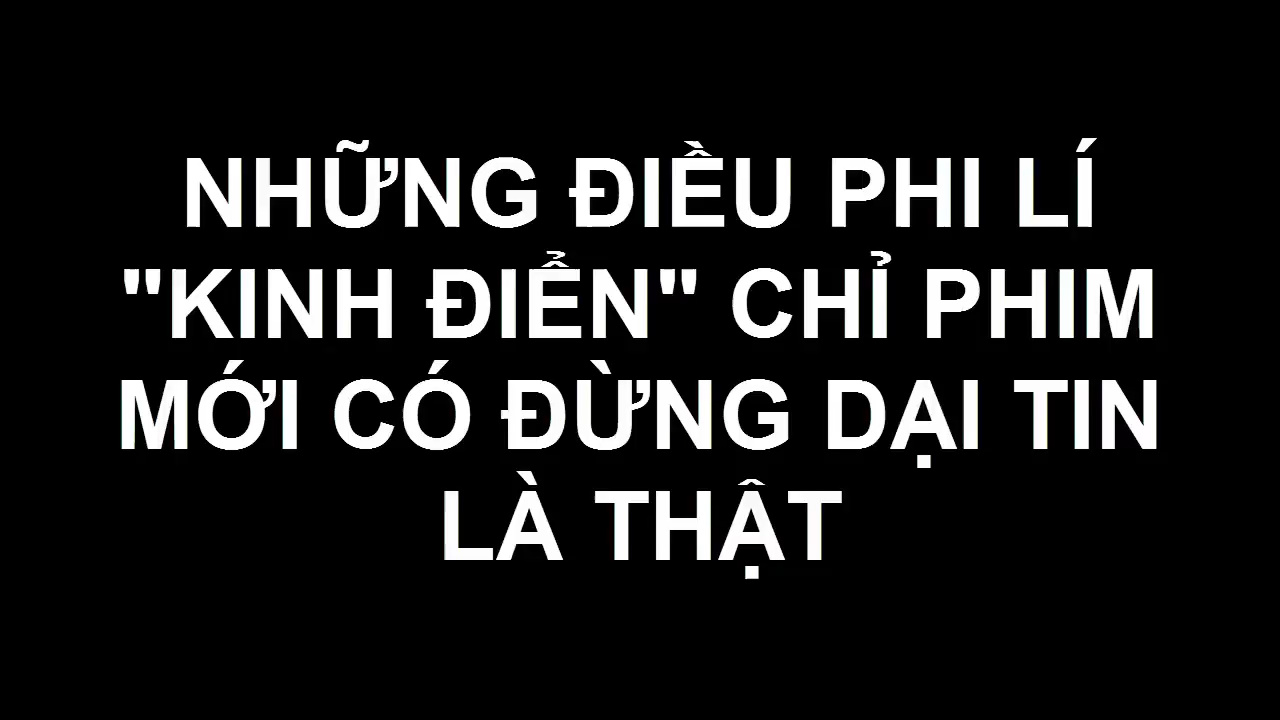 NHỮNG ĐIỀU PHI LÍ
"KINH ĐIỂN" CHỈ PHIM
MỚI CÓ ĐỪNG DẠI TIN
LÀ THẬT